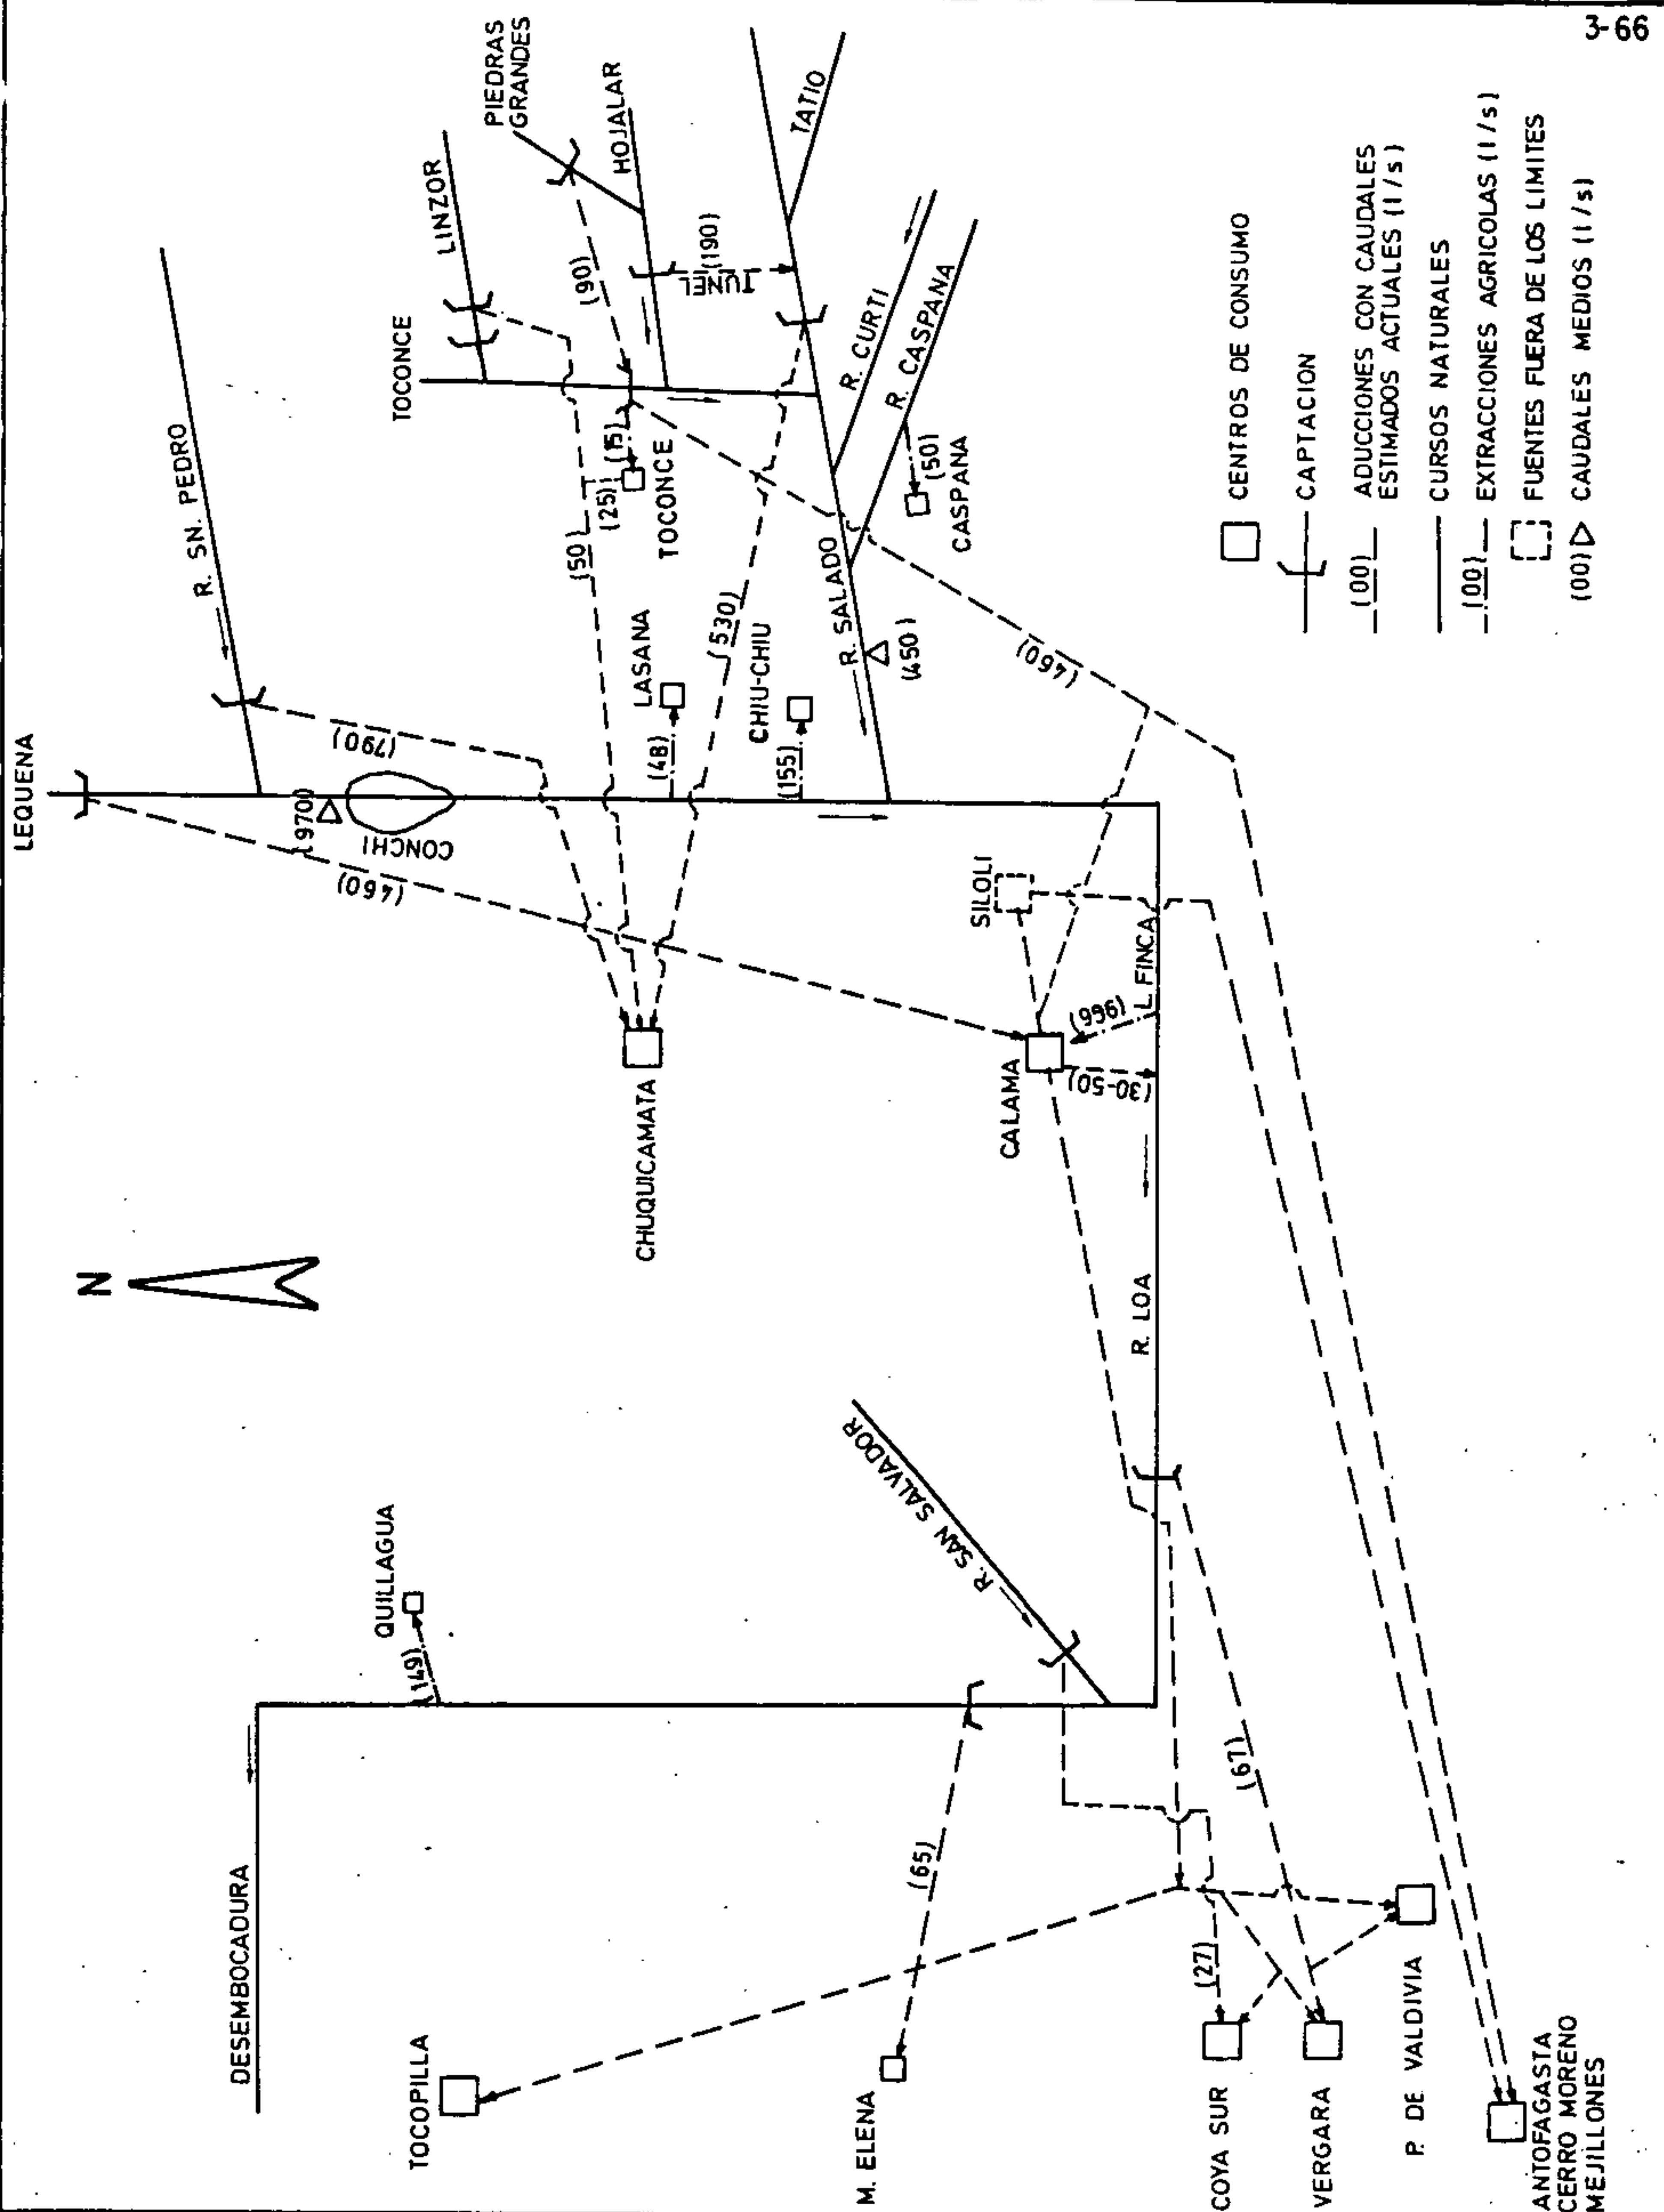 3-66
LEQUENA
R. SN. PEDRO
TOCONCE
LINZOR
PIEDRAS
GRANDES
HOJALAR
TATIO
(90)
TUNEL
(190)
R. CURTI
R. CASPANA
(15)
(25)
TOCONCE
(50)
(50)
CASPANA
(790)
(970)
CONCHI
(460)
LASANA
(48)
(530)
CHIU-CHIU
(155)
R. SALADO
(450)
(460)
N
CHUQUICAMATA
SILOLI
L. FINCA
(966)
CALAMA
(30-50)
R. LOA
R. SAN SALVADOR
QUILLAGUA
(149)
DESEMBOCADURA
TOCOPILLA
(65)
M. ELENA
(67)
(27)
COYA SUR
VERGARA
P. DE VALDIVIA
ANTOFAGASTA
CERRO MORENO
MEJILLONES
CENTROS DE CONSUMO
CAPTACION
(00) ADUCCIONES CON CAUDALES
ESTIMADOS ACTUALES (l/s)
CURSOS NATURALES
(00) EXTRACCIONES AGRICOLAS (l/s)
FUENTES FUERA DE LOS LIMITES
(00) CAUDALES MEDIOS (l/s)